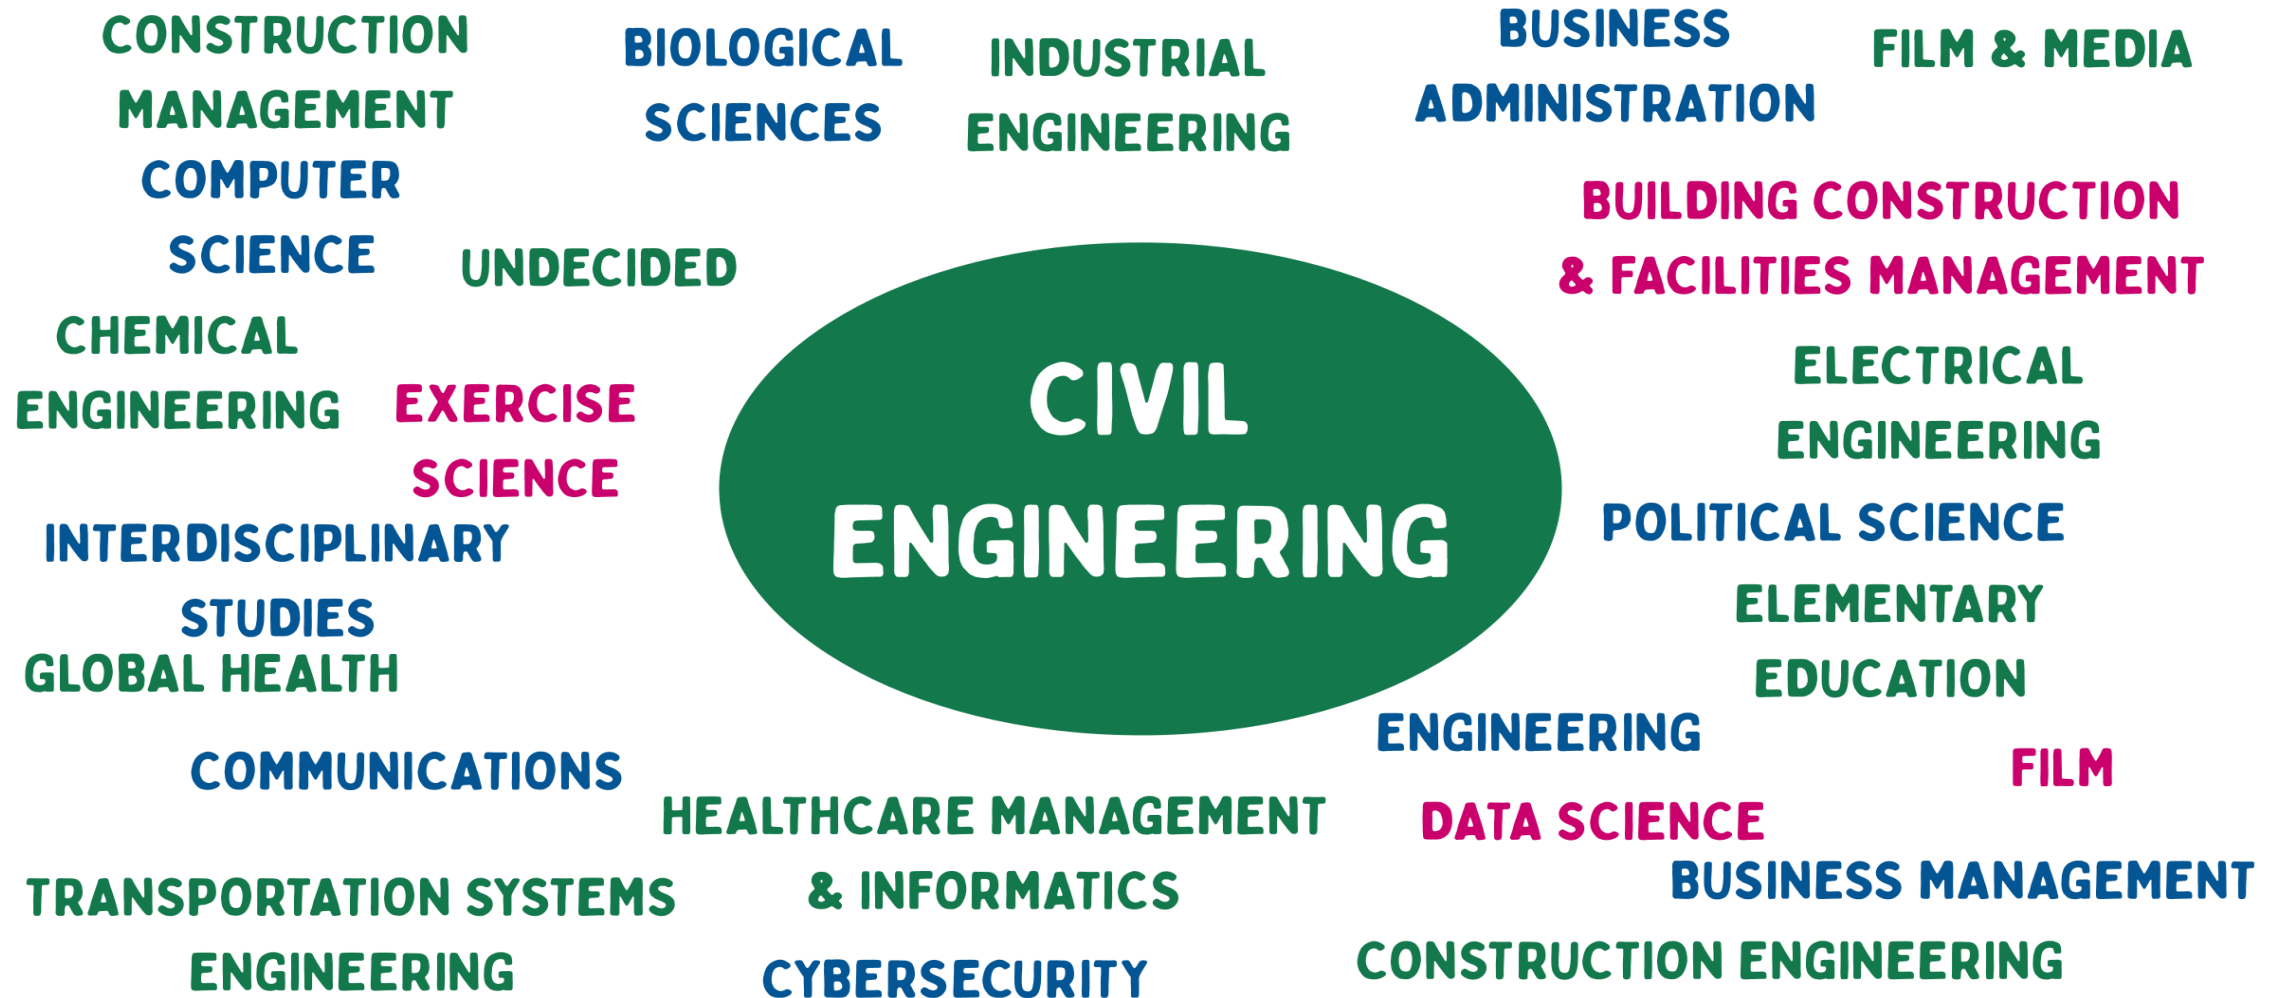 CONSTRUCTION
MANAGEMENT
BIOLOGICAL
SCIENCES
INDUSTRIAL
ENGINEERING
BUSINESS
ADMINISTRATION
FILM & MEDIA
COMPUTER
SCIENCE
UNDECIDED
BUILDING CONSTRUCTION
& FACILITIES MANAGEMENT
CHEMICAL
ENGINEERING
EXERCISE
SCIENCE
CIVIL
ENGINEERING
ELECTRICAL
ENGINEERING
INTERDISCIPLINARY
STUDIES
POLITICAL SCIENCE
ELEMENTARY
EDUCATION
GLOBAL HEALTH
COMMUNICATIONS
ENGINEERING
FILM
HEALTHCARE MANAGEMENT
& INFORMATICS
DATA SCIENCE
BUSINESS MANAGEMENT
TRANSPORTATION SYSTEMS
ENGINEERING
CYBERSECURITY
CONSTRUCTION ENGINEERING